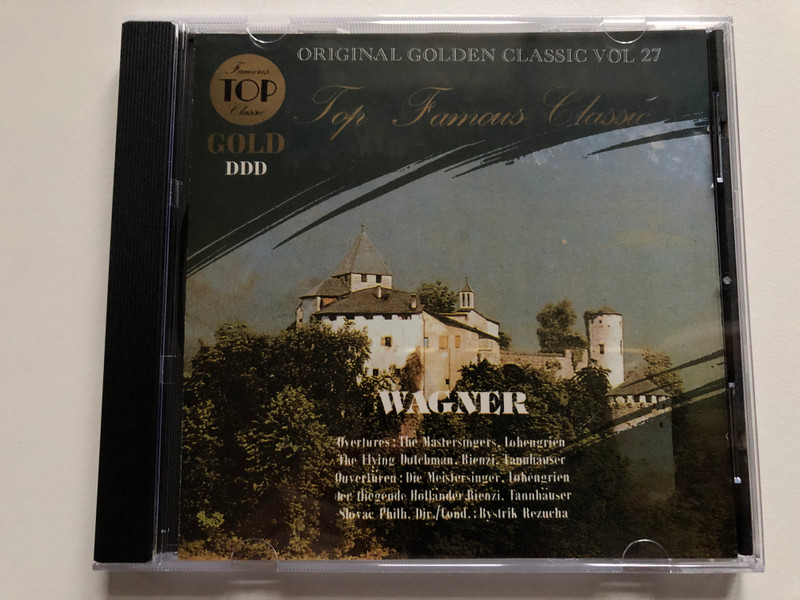 ORIGINAL GOLDEN CLASSIC VOL 27
Famous
TOP
Classic
Top Famous Classic
GOLD
DDD
WAGNER
Overtures : The Mastersingers, Lohengrien
The Flying Dutchman, Rienzi, Tannhäuser
Ouvertüren : Die Meistersinger, Lohengrien
der fliegende Holländer,Rienzi, Tannhäuser
Slovac Philh. Dir./Cond. : Bystrik Rezucha